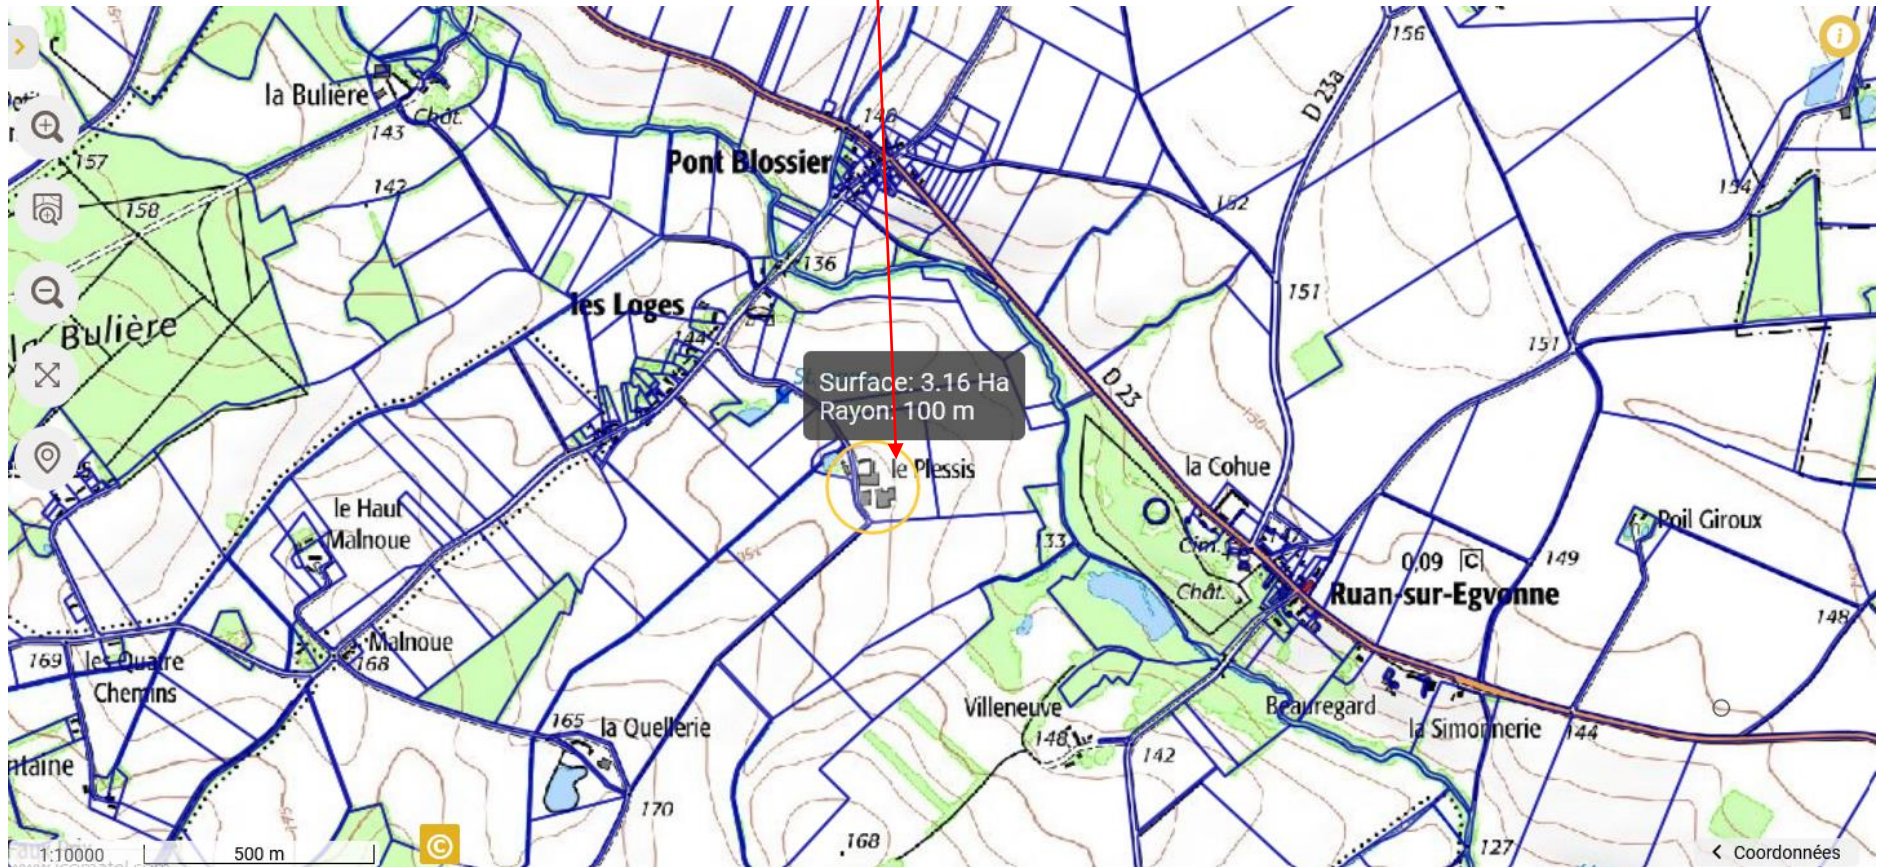 156
la Bulière
Chât.
143
140
D 23a
157
Pont Blossier
142
154
158
152
136
151
les Loges
Bulière
144
151
D 23
Surface: 3.16 Ha
Rayon: 100 m
150
la Cohue
le Plessis
le Haut
Malnoue
Poil Giroux
133
Cim.
0,09
C
149
Chât.
Ruan-sur-Egvonne
148
Malnoue
169
les Quatre
168
Chemins
Villeneuve
Beauregard
165
la Quellerie
148
la Simonnerie
144
142
ntaine
170
168
127
1:10000
500 m
©
Coordonnées